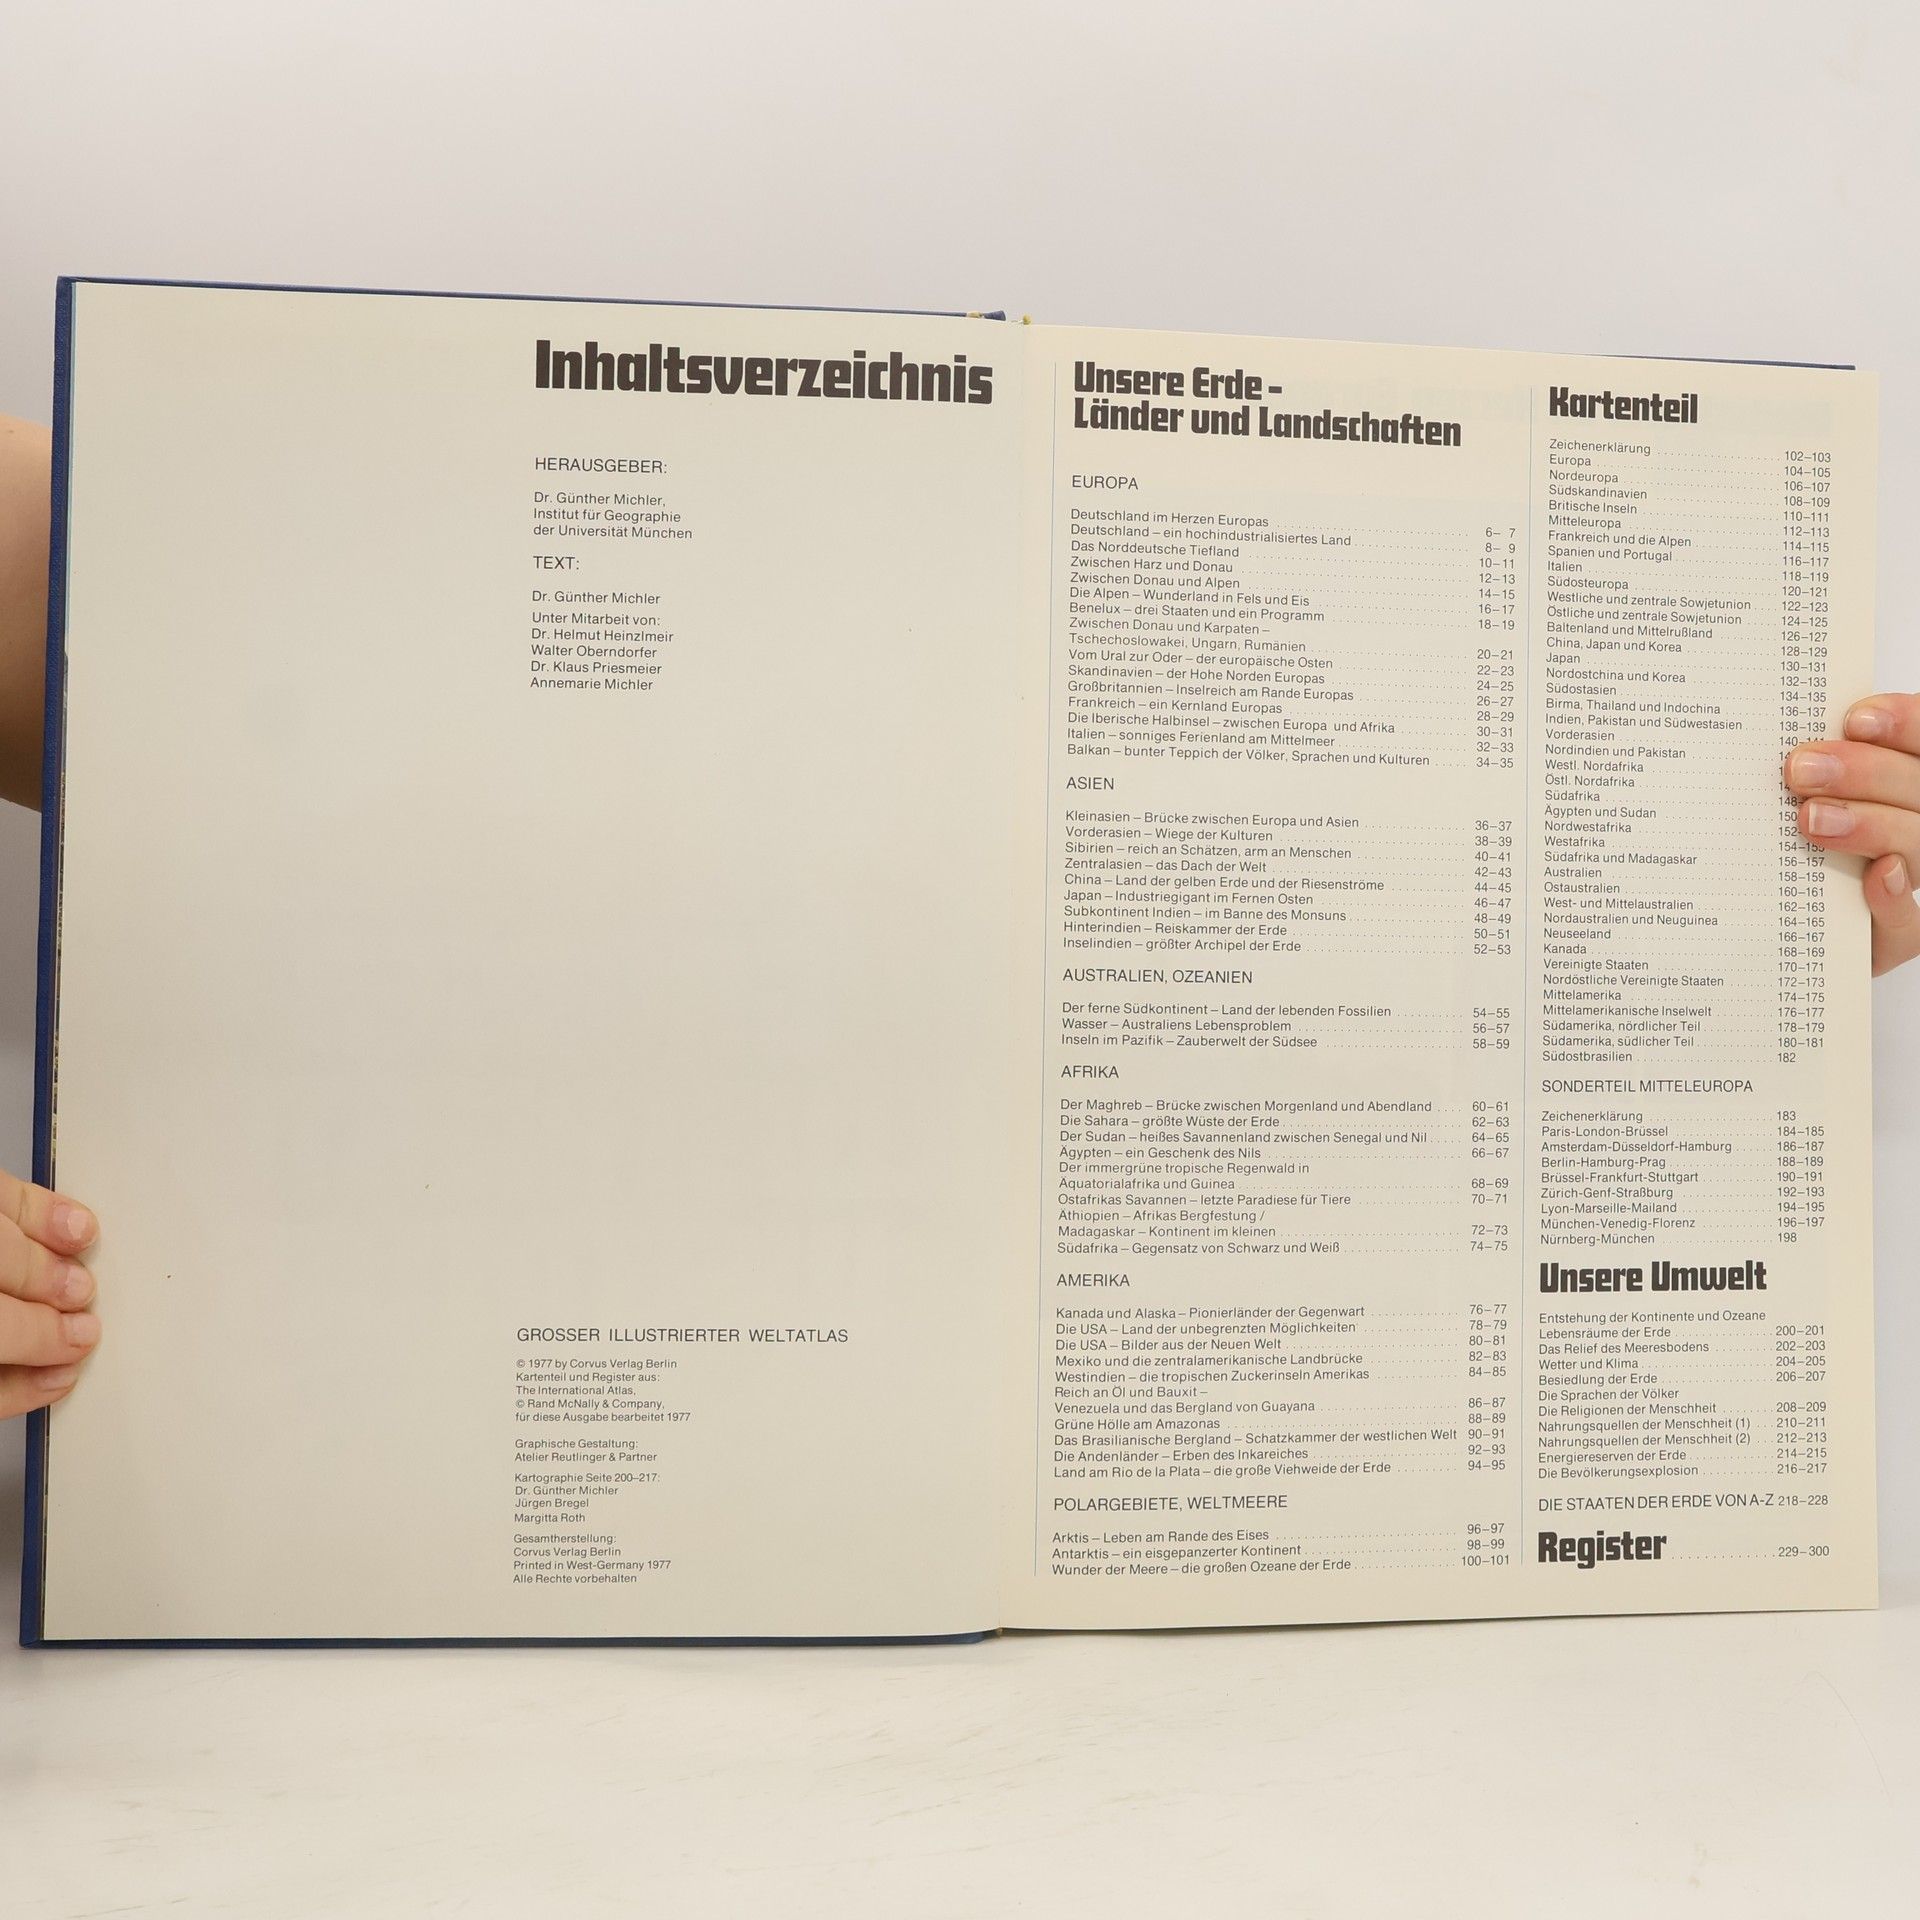 Inhaltsverzeichnis
HERAUSGEBER:
Dr. Günther Michler,
Institut für Geographie
der Universität München
TEXT:
Dr. Günther Michler
Unter Mitarbeit von:
Dr. Helmut Heinzlmeir
Walter Oberndorfer
Dr. Klaus Priesmeier
Annemarie Michler
GROSSER ILLUSTRIERTER WELTATLAS
© 1977 by Corvus Verlag Berlin
Kartenteil und Register aus:
The International Atlas,
© Rand McNally & Company,
für diese Ausgabe bearbeitet 1977
Graphische Gestaltung:
Atelier Reutlinger & Partner
Kartographie Seite 200–217:
Dr. Günther Michler
Jürgen Bregel
Margitta Roth
Gesamtherstellung:
Corvus Verlag Berlin
Printed in West-Germany 1977
Alle Rechte vorbehalten
Unsere Erde –
Länder und Landschaften
EUROPA
Deutschland im Herzen Europas 6– 7
Deutschland – ein hochindustrialisiertes Land 8– 9
Das Norddeutsche Tiefland 10–11
Zwischen Harz und Donau 12–13
Zwischen Donau und Alpen 14–15
Die Alpen – Wunderland in Fels und Eis 16–17
Benelux – drei Staaten und ein Programm 18–19
Zwischen Donau und Karpaten –
Tschechoslowakei, Ungarn, Rumänien 20–21
Vom Ural zur Oder – der europäische Osten 22–23
Skandinavien – der Hohe Norden Europas 24–25
Großbritannien – Inselreich am Rande Europas 26–27
Frankreich – ein Kernland Europas 28–29
Die Iberische Halbinsel – zwischen Europa und Afrika 30–31
Italien – sonniges Ferienland am Mittelmeer 32–33
Balkan – bunter Teppich der Völker, Sprachen und Kulturen 34–35
ASIEN
Kleinasien – Brücke zwischen Europa und Asien 36–37
Vorderasien – Wiege der Kulturen 38–39
Sibirien – reich an Schätzen, arm an Menschen 40–41
Zentralasien – das Dach der Welt 42–43
China – Land der gelben Erde und der Riesenströme 44–45
Japan – Industriegigant im Fernen Osten 46–47
Subkontinent Indien – im Banne des Monsuns 48–49
Hinterindien – Reiskammer der Erde 50–51
Inselindien – größter Archipel der Erde 52–53
AUSTRALIEN, OZEANIEN
Der ferne Südkontinent – Land der lebenden Fossilien 54–55
Wasser – Australiens Lebensproblem 56–57
Inseln im Pazifik – Zauberwelt der Südsee 58–59
AFRIKA
Der Maghreb – Brücke zwischen Morgenland und Abendland 60–61
Die Sahara – größte Wüste der Erde 62–63
Der Sudan – heißes Savannenland zwischen Senegal und Nil 64–65
Ägypten – ein Geschenk des Nils 66–67
Der immergrüne tropische Regenwald in
Äquatorialafrika und Guinea 68–69
Ostafrikas Savannen – letzte Paradiese für Tiere 70–71
Äthiopien – Afrikas Bergfestung /
Madagaskar – Kontinent im kleinen 72–73
Südafrika – Gegensatz von Schwarz und Weiß 74–75
AMERIKA
Kanada und Alaska – Pionierländer der Gegenwart 76–77
Die USA – Land der unbegrenzten Möglichkeiten 78–79
Die USA – Bilder aus der Neuen Welt 80–81
Mexiko und die zentralamerikanische Landbrücke 82–83
Westindien – die tropischen Zuckerinseln Amerikas 84–85
Reich an Öl und Bauxit –
Venezuela und das Bergland von Guayana 86–87
Grüne Hölle am Amazonas 88–89
Das Brasilianische Bergland – Schatzkammer der westlichen Welt 90–91
Die Andenländer – Erben des Inkareiches 92–93
Land am Rio de la Plata – die große Viehweide der Erde 94–95
POLARGEBIETE, WELTMEERE
Arktis – Leben am Rande des Eises 96–97
Antarktis – ein eisgepanzerter Kontinent 98–99
Wunder der Meere – die großen Ozeane der Erde 100–101
Kartenteil
Zeichenerklärung 102–103
Europa 104–105
Nordeuropa 106–107
Südskandinavien 108–109
Britische Inseln 110–111
Mitteleuropa 112–113
Frankreich und die Alpen 114–115
Spanien und Portugal 116–117
Italien 118–119
Südosteuropa 120–121
Westliche und zentrale Sowjetunion 122–123
Östliche und zentrale Sowjetunion 124–125
Baltenland und Mittelrußland 126–127
China, Japan und Korea 128–129
Japan 130–131
Nordostchina und Korea 132–133
Südostasien 134–135
Birma, Thailand und Indochina 136–137
Indien, Pakistan und Südwestasien 138–139
Vorderasien 140–141
Nordindien und Pakistan
Westl. Nordafrika
Östl. Nordafrika
Südafrika 148–
Ägypten und Sudan 150
Nordwestafrika 152–
Westafrika 154–155
Südafrika und Madagaskar 156–157
Australien 158–159
Ostaustralien 160–161
West- und Mittelaustralien 162–163
Nordaustralien und Neuguinea 164–165
Neuseeland 166–167
Kanada 168–169
Vereinigte Staaten 170–171
Nordöstliche Vereinigte Staaten 172–173
Mittelamerika 174–175
Mittelamerikanische Inselwelt 176–177
Südamerika, nördlicher Teil 178–179
Südamerika, südlicher Teil 180–181
Südostbrasilien 182
SONDERTEIL MITTELEUROPA
Zeichenerklärung 183
Paris-London-Brüssel 184–185
Amsterdam-Düsseldorf-Hamburg 186–187
Berlin-Hamburg-Prag 188–189
Brüssel-Frankfurt-Stuttgart 190–191
Zürich-Genf-Straßburg 192–193
Lyon-Marseille-Mailand 194–195
München-Venedig-Florenz 196–197
Nürnberg-München 198
Unsere Umwelt
Entstehung der Kontinente und Ozeane
Lebensräume der Erde 200–201
Das Relief des Meeresbodens 202–203
Wetter und Klima 204–205
Besiedlung der Erde 206–207
Die Sprachen der Völker
Die Religionen der Menschheit 208–209
Nahrungsquellen der Menschheit (1) 210–211
Nahrungsquellen der Menschheit (2) 212–213
Energiereserven der Erde 214–215
Die Bevölkerungsexplosion 216–217
DIE STAATEN DER ERDE VON A-Z 218–228
Register 229–300